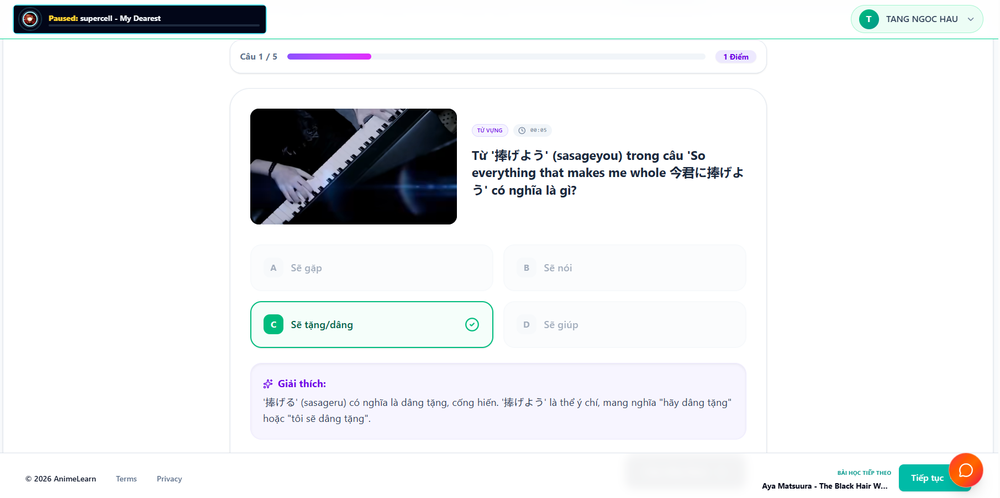 Paused: supercell - My Dearest
T
TANG NGOC HAU
Câu 1 / 5
1 Điểm
TỪ VỰNG
00:05
Từ '捧げよう' (sasageyou) trong câu 'So
everything that makes me whole 今君に捧げよ
う' có nghĩa là gì?
A
Sẽ gặp
B
Sẽ nói
C
Sẽ tặng/dâng
D
Sẽ giúp
Giải thích:
'捧げる' (sasageru) có nghĩa là dâng tặng, cống hiến. '捧げよう' là thể ý chí, mang nghĩa "hãy dâng tặng"
hoặc "tôi sẽ dâng tặng".
© 2026 AnimeLearn
Terms
Privacy
BÀI HỌC TIẾP THEO
Aya Matsuura - The Black Hair W...
Tiếp tục